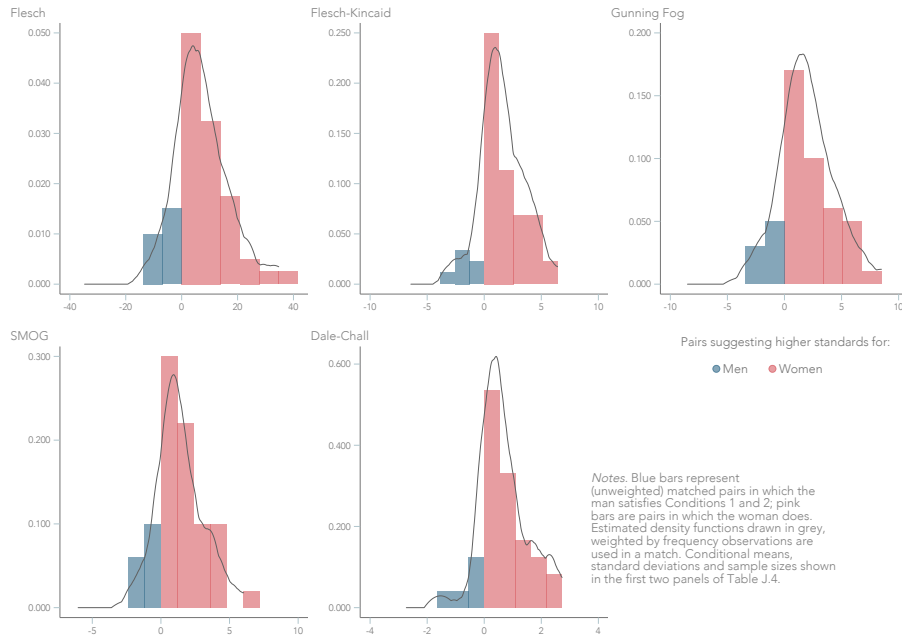 Flesch
0.050
0.040
0.030
0.020
0.010
0.000
-40 -20 0 20 40
Flesch-Kincaid
0.250
0.200
0.150
0.100
0.050
0.000
-10 -5 0 5 10
Gunning Fog
0.200
0.150
0.100
0.050
0.000
-10 -5 0 5 10
SMOG
0.300
0.200
0.100
0.000
-5 0 5 10
Dale-Chall
0.600
0.400
0.200
0.000
-4 -2 0 2 4
Pairs suggesting higher standards for:
Men Women
Notes. Blue bars represent
(unweighted) matched pairs in which the
man satisfies Conditions 1 and 2; pink
bars are pairs in which the woman does.
Estimated density functions drawn in grey,
weighted by frequency observations are
used in a match. Conditional means,
standard deviations and sample sizes shown
in the first two panels of Table J.4.